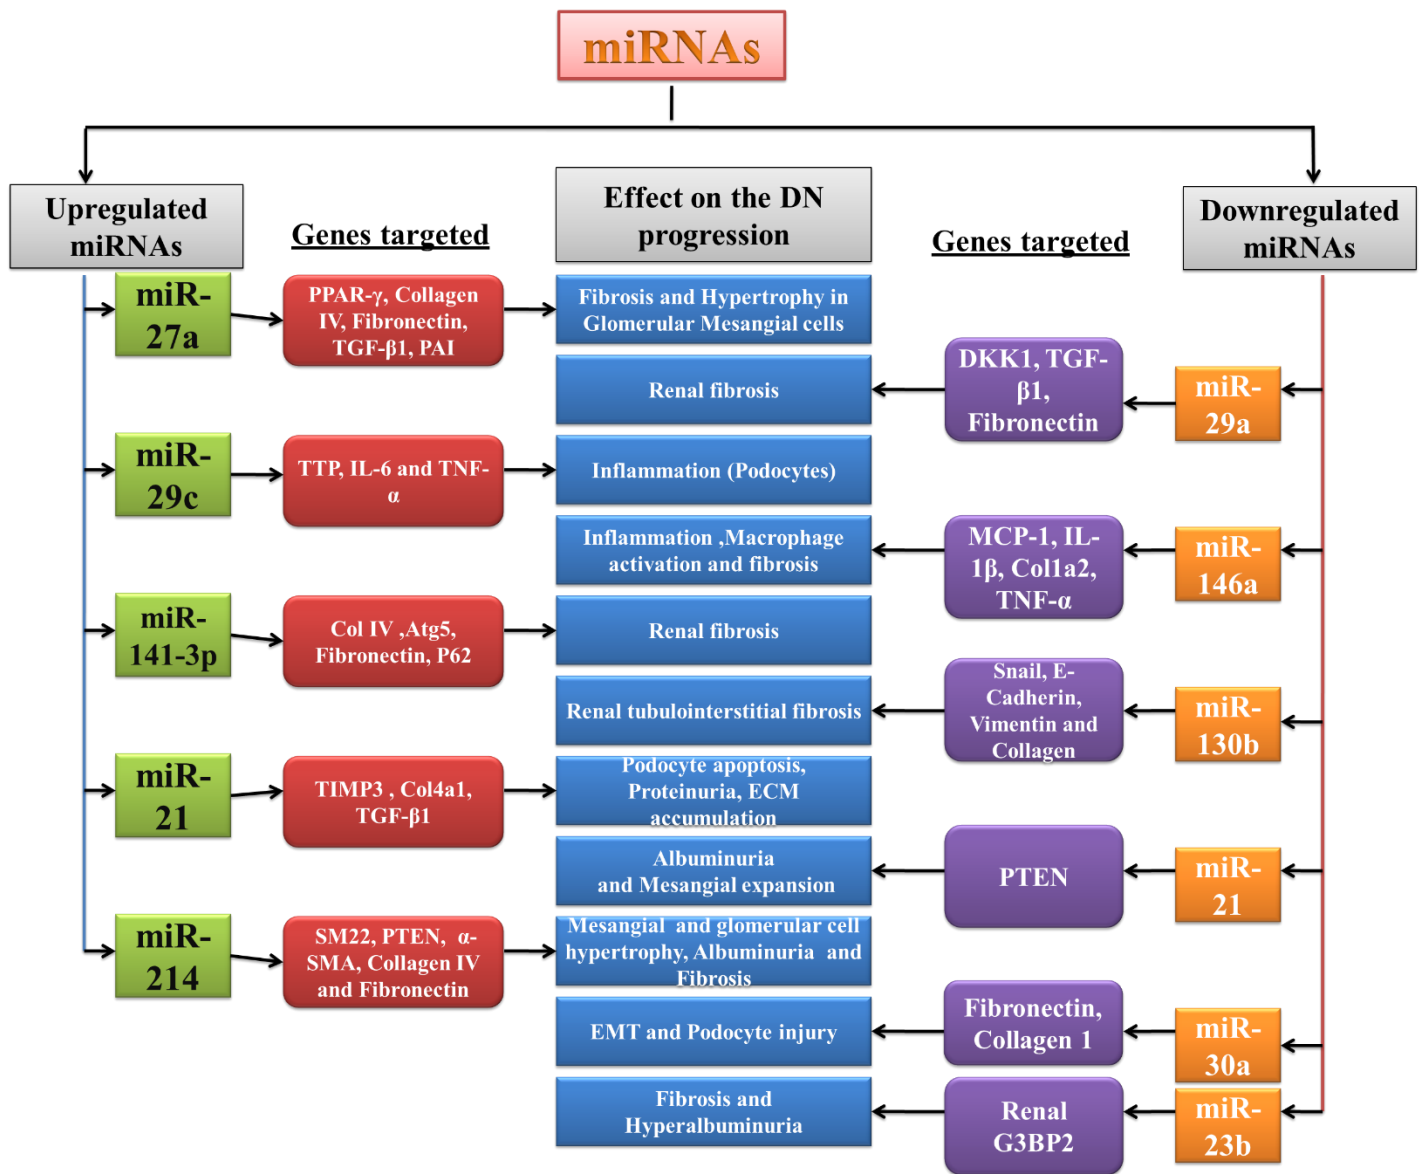 miRNAs
Upregulated
miRNAs
Genes targeted
Effect on the DN
progression
Genes targeted
Downregulated
miRNAs
miR-
27a
PPAR-γ, Collagen
IV, Fibronectin,
TGF-β1, PAI
Fibrosis and Hypertrophy in
Glomerular Mesangial cells
Renal fibrosis
DKK1, TGF-
β1,
Fibronectin
miR-
29a
miR-
29c
TTP, IL-6 and TNF-
α
Inflammation (Podocytes)
Inflammation ,Macrophage
activation and fibrosis
MCP-1, IL-
1β, Col1a2,
TNF-α
miR-
146a
miR-
141-3p
Col IV ,Atg5,
Fibronectin, P62
Renal fibrosis
Renal tubulointerstitial fibrosis
Snail, E-
Cadherin,
Vimentin and
Collagen
miR-
130b
miR-
21
TIMP3 , Col4a1,
TGF-β1
Podocyte apoptosis,
Proteinuria, ECM
accumulation
Albuminuria
and Mesangial expansion
PTEN
miR-
21
miR-
214
SM22, PTEN, α-
SMA, Collagen IV
and Fibronectin
Mesangial and glomerular cell
hypertrophy, Albuminuria and
Fibrosis
EMT and Podocyte injury
Fibronectin,
Collagen 1
miR-
30a
Fibrosis and
Hyperalbuminuria
Renal
G3BP2
miR-
23b